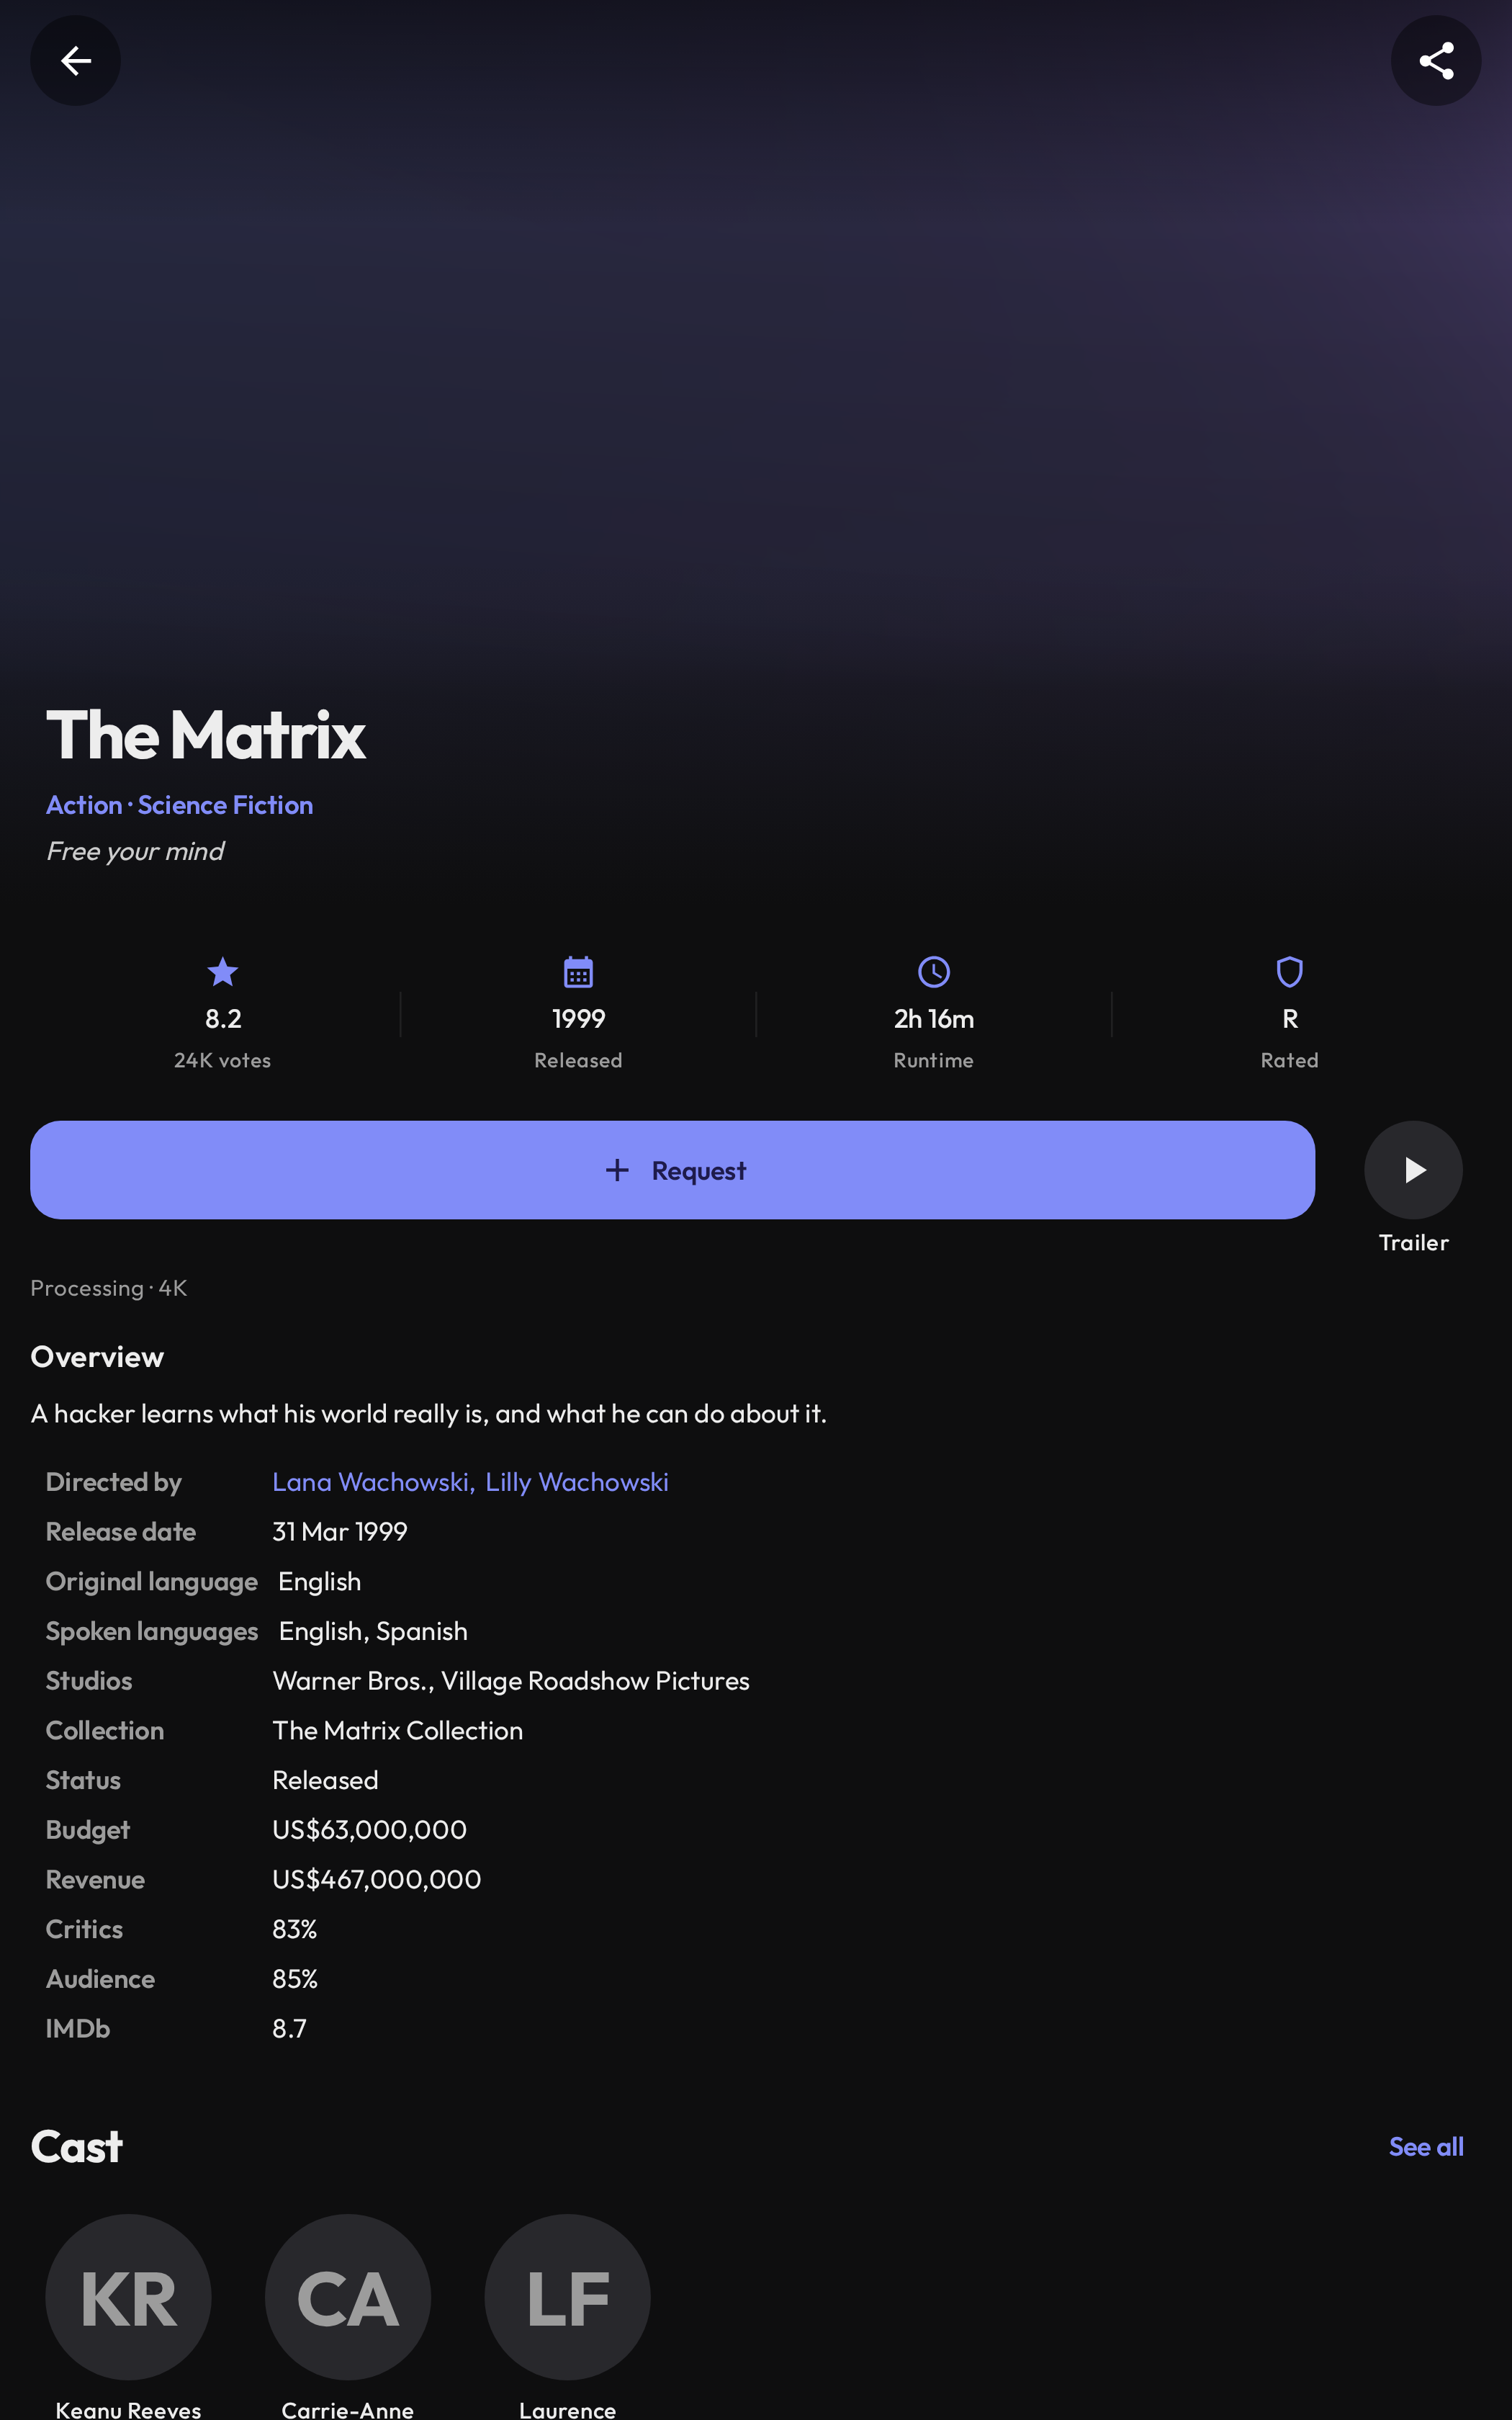 The Matrix
Action · Science Fiction
Free your mind
8.2
24K votes
1999
Released
2h 16m
Runtime
R
Rated
Request
Trailer
Processing · 4K
Overview
A hacker learns what his world really is, and what he can do about it.
Directed by Lana Wachowski, Lilly Wachowski
Release date 31 Mar 1999
Original language English
Spoken languages English, Spanish
Studios Warner Bros., Village Roadshow Pictures
Collection The Matrix Collection
Status Released
Budget US$63,000,000
Revenue US$467,000,000
Critics 83%
Audience 85%
IMDb 8.7
Cast See all
KR CA LF
Keanu Reeves Carrie-Anne Laurence